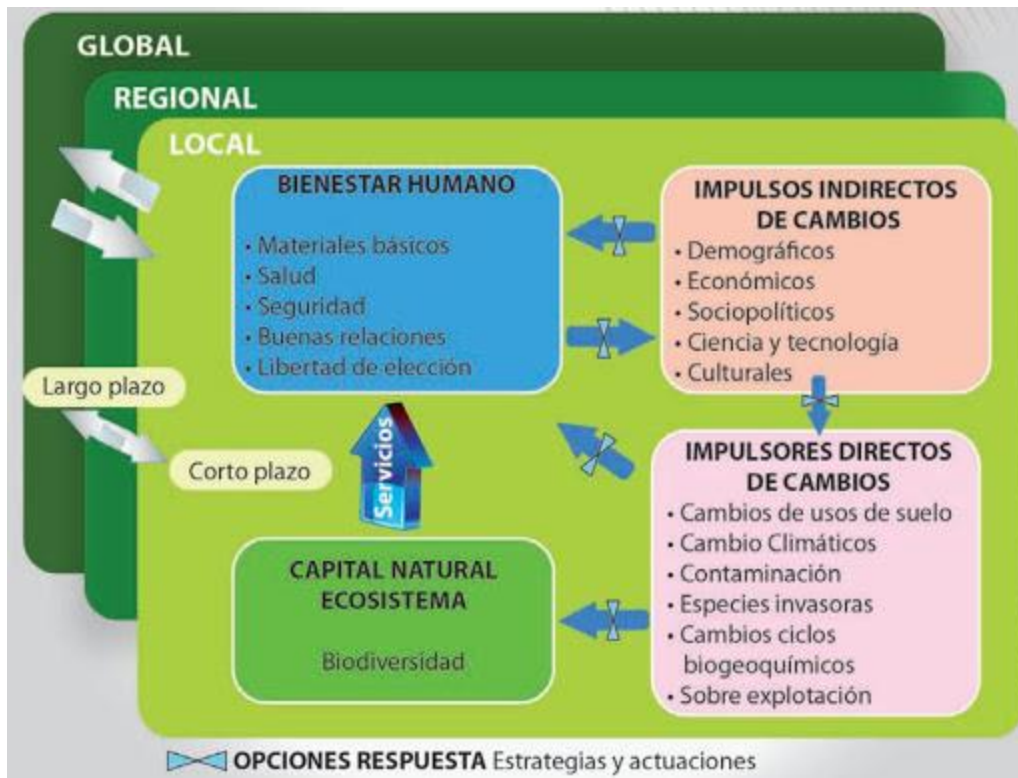 GLOBAL
REGIONAL
LOCAL
BIENESTAR HUMANO
• Materiales básicos
• Salud
• Seguridad
• Buenas relaciones
• Libertad de elección
IMPULSOS INDIRECTOS
DE CAMBIOS
• Demográficos
• Económicos
• Sociopolíticos
• Ciencia y tecnología
• Culturales
Largo plazo
Corto plazo
Servicios
IMPULSORES DIRECTOS
DE CAMBIOS
• Cambios de usos de suelo
• Cambio Climáticos
• Contaminación
• Especies invasoras
• Cambios ciclos
biogeoquímicos
• Sobre explotación
CAPITAL NATURAL
ECOSISTEMA
Biodiversidad
OPCIONES RESPUESTA Estrategias y actuaciones